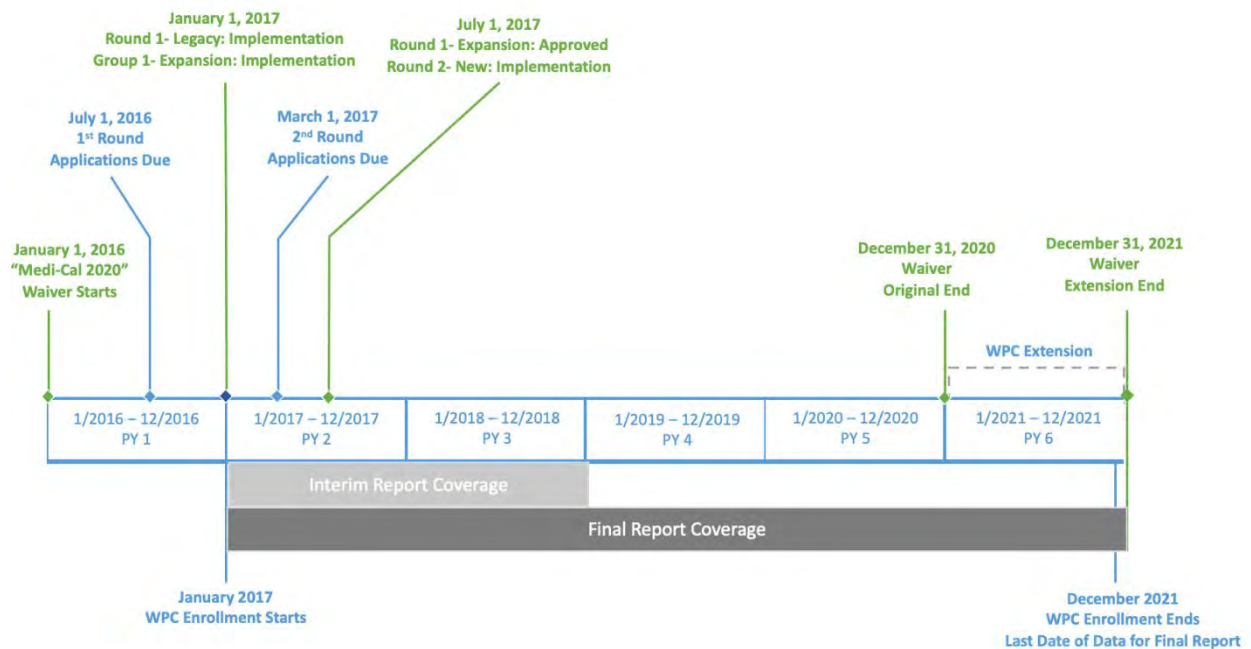 January 1, 2017
Round 1- Legacy: Implementation
Group 1- Expansion: Implementation
July 1, 2017
Round 1- Expansion: Approved
Round 2- New: Implementation
July 1, 2016
1st Round
Applications Due
March 1, 2017
2nd Round
Applications Due
January 1, 2016
“Medi-Cal 2020”
Waiver Starts
December 31, 2020
Waiver
Original End
December 31, 2021
Waiver
Extension End
WPC Extension
1/2016 – 12/2016
PY 1
1/2017 – 12/2017
PY 2
1/2018 – 12/2018
PY 3
1/2019 – 12/2019
PY 4
1/2020 – 12/2020
PY 5
1/2021 – 12/2021
PY 6
Interim Report Coverage
Final Report Coverage
January 2017
WPC Enrollment Starts
December 2021
WPC Enrollment Ends
Last Date of Data for Final Report